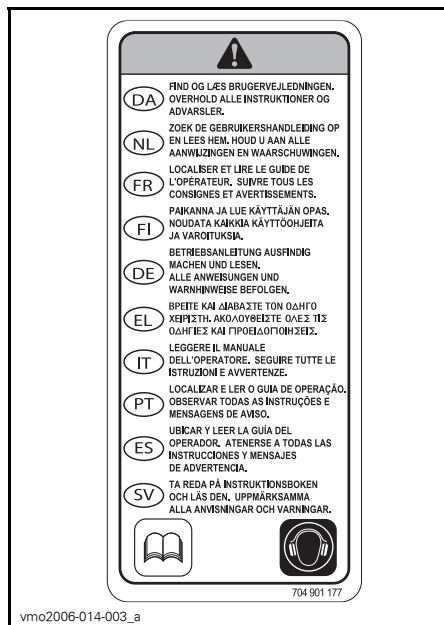 DA
FIND OG LÆS BRUGERVEJLEDNINGEN.
OVERHOLD ALLE INSTRUKTIONER OG
ADVARSLER.
NL
ZOEK DE GEBRUIKERSHANDLEIDING OP
EN LEES HEM. HOUD U AAN ALLE
AANWIJZINGEN EN WAARSCHUWINGEN.
FR
LOCALISER ET LIRE LE GUIDE DE
L'OPÉRATEUR. SUIVRE TOUS LES
CONSIGNES ET AVERTISSEMENTS.
FI
PAIKANNA JA LUE KÄYTTÄJÄN OPAS.
NOUDATA KAIKKIA KÄYTTÖOHJEITA
JA VAROITUKSIA.
DE
BETRIEBSANLEITUNG AUSFINDIG
MACHEN UND LESEN.
ALLE ANWEISUNGEN UND
WARNHINWEISE BEFOLGEN.
EL
ΒΡΕΙΤΕ ΚΑΙ ΔΙΑΒΑΣΤΕ ΤΟΝ ΟΔΗΓΟ
ΧΕΙΡΙΣΤΗ. ΑΚΟΛΟΥΘΕΙΣΤΕ ΟΛΕΣ ΤΙΣ
ΟΔΗΓΙΕΣ ΚΑΙ ΠΡΟΕΙΔΟΠΟΙΗΣΕΙΣ.
IT
LEGGERE IL MANUALE
DELL'OPERATORE. SEGUIRE TUTTE LE
ISTRUZIONI E AVVERTENZE.
PT
LOCALIZAR E LER O GUIA DE OPERAÇÃO.
OBSERVAR TODAS AS INSTRUÇÕES E
MENSAGENS DE AVISO.
ES
UBICAR Y LEER LA GUÍA DEL
OPERADOR. ATENERSE A TODAS LAS
INSTRUCCIONES Y MENSAJES
DE ADVERTENCIA.
SV
TA REDA PÅ INSTRUKTIONSBOKEN
OCH LÄS DEN. UPPMÄRKSAMMA
ALLA ANVISNINGAR OCH VARNINGAR.
704 901 177
vmo2006-014-003_a